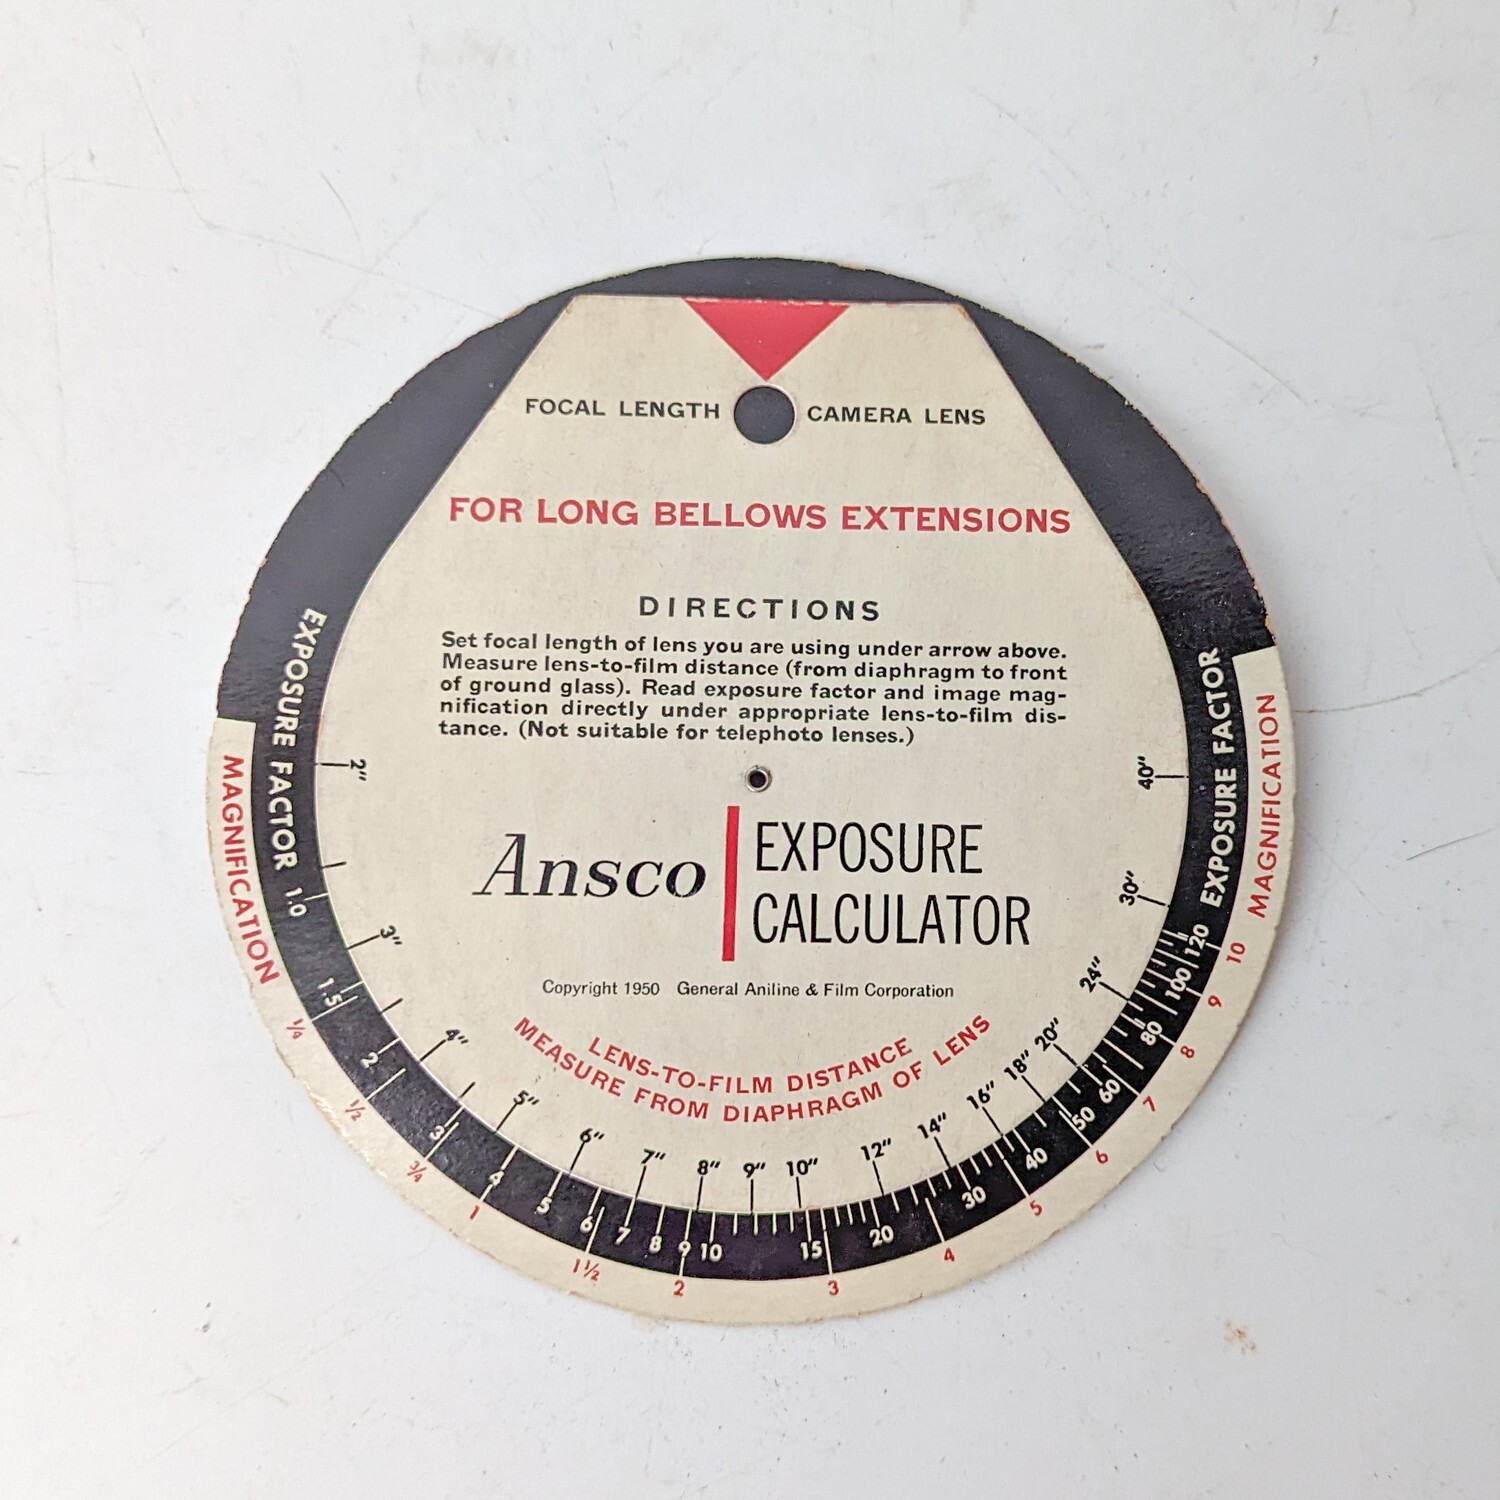 FOCAL LENGTH CAMERA LENS
FOR LONG BELLOWS EXTENSIONS
DIRECTIONS
Set focal length of lens you are using under arrow above.
Measure lens-to-film distance (from diaphragm to front
of ground glass). Read exposure factor and image mag-
nification directly under appropriate lens-to-film dis-
tance. (Not suitable for telephoto lenses.)
Ansco EXPOSURE
CALCULATOR
Copyright 1950 General Aniline & Film Corporation
LENS-TO-FILM DISTANCE
MEASURE FROM DIAPHRAGM OF LENS
2" 3" 4" 5" 6" 7" 8" 9" 10" 12" 14" 16" 18" 20" 24" 30" 40"
EXPOSURE FACTOR 1.0 1.5 2 3 4 5 6 7 8 9 10 15 20 30 40 50 60 80 100 120 EXPOSURE FACTOR
MAGNIFICATION ¼ ½ ¾ 1 1½ 2 3 4 5 6 7 8 9 10 MAGNIFICATION